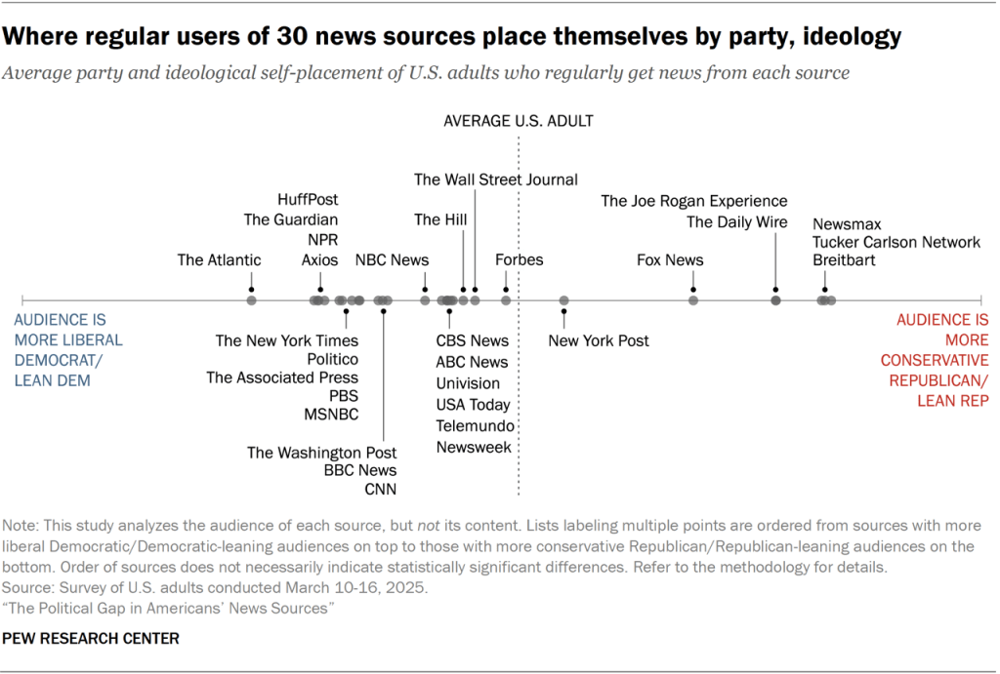 Where regular users of 30 news sources place themselves by party, ideology
Average party and ideological self-placement of U.S. adults who regularly get news from each source
AVERAGE U.S. ADULT
The Wall Street Journal
HuffPost
The Guardian
NPR
Axios
The Atlantic
NBC News
The Hill
Forbes
The Joe Rogan Experience
The Daily Wire
Fox News
Newsmax
Tucker Carlson Network
Breitbart
AUDIENCE IS
MORE LIBERAL
DEMOCRAT/
LEAN DEM
The New York Times
Politico
The Associated Press
PBS
MSNBC
The Washington Post
BBC News
CNN
CBS News
ABC News
Univision
USA Today
Telemundo
Newsweek
New York Post
AUDIENCE IS
MORE
CONSERVATIVE
REPUBLICAN/
LEAN REP
Note: This study analyzes the audience of each source, but not its content. Lists labeling multiple points are ordered from sources with more
liberal Democratic/Democratic-leaning audiences on top to those with more conservative Republican/Republican-leaning audiences on the
bottom. Order of sources does not necessarily indicate statistically significant differences. Refer to the methodology for details.
Source: Survey of U.S. adults conducted March 10-16, 2025.
“The Political Gap in Americans’ News Sources”
PEW RESEARCH CENTER